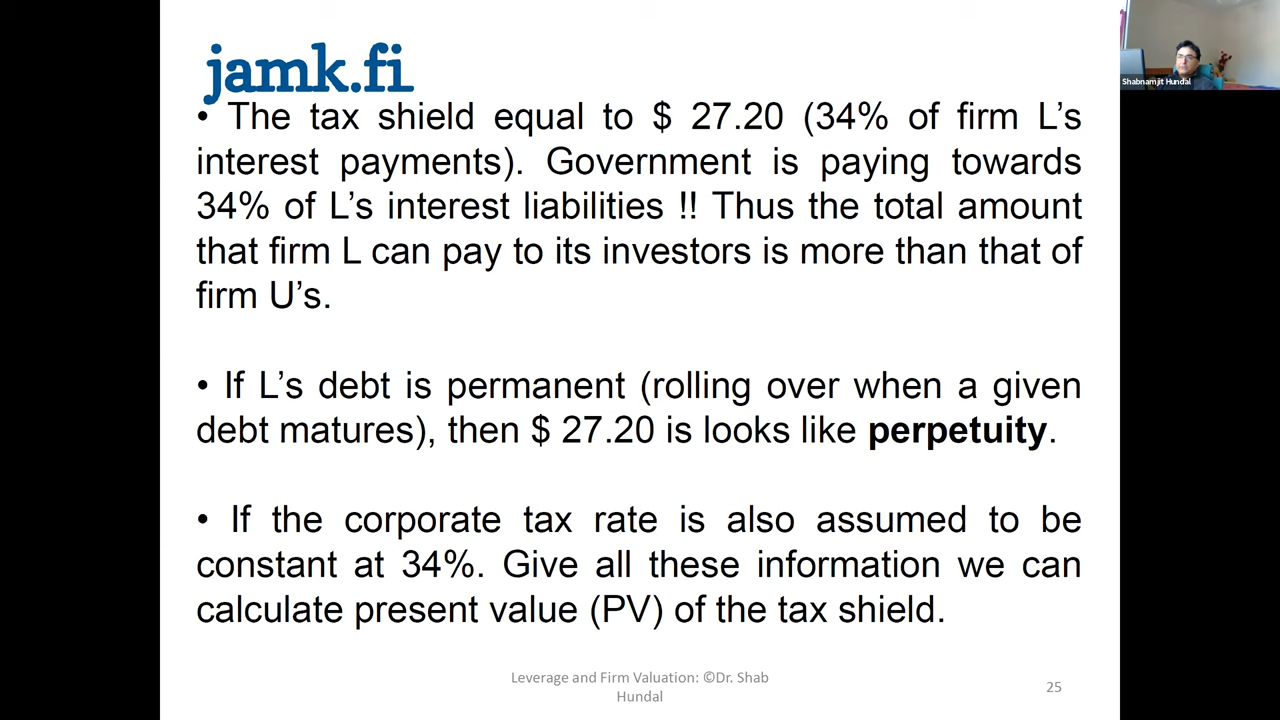 jamk.fi
Shabnamjit Hundal
• The tax shield equal to $ 27.20 (34% of firm L’s
interest payments). Government is paying towards
34% of L’s interest liabilities !! Thus the total amount
that firm L can pay to its investors is more than that of
firm U’s.
• If L’s debt is permanent (rolling over when a given
debt matures), then $ 27.20 is looks like perpetuity.
• If the corporate tax rate is also assumed to be
constant at 34%. Give all these information we can
calculate present value (PV) of the tax shield.
Leverage and Firm Valuation: ©Dr. Shab
Hundal
25